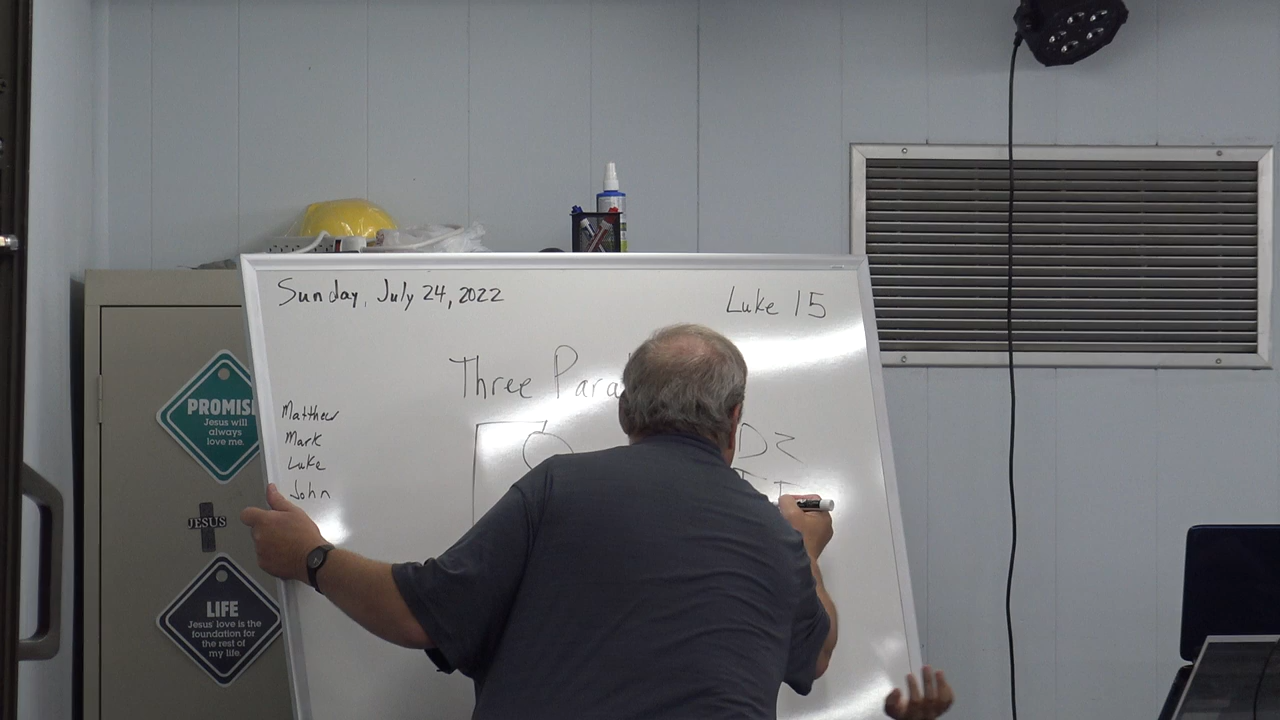 Sunday, July 24, 2022
Luke 15
Three Para
Matthew
Mark
Luke
John
PROMIS
Jesus will
always
love me.
JESUS
LIFE
Jesus' love is the
foundation for
the rest of
my life.